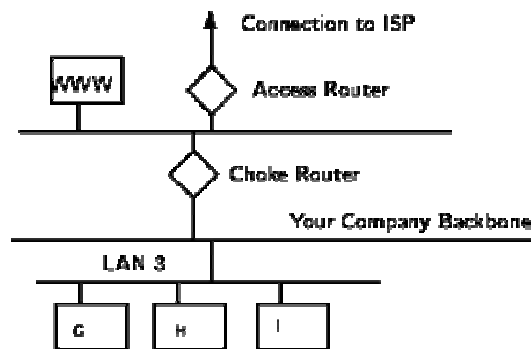 Connection to ISP
WWW
Access Router
Choke Router
Your Company Backbone
LAN 3
G
H
I